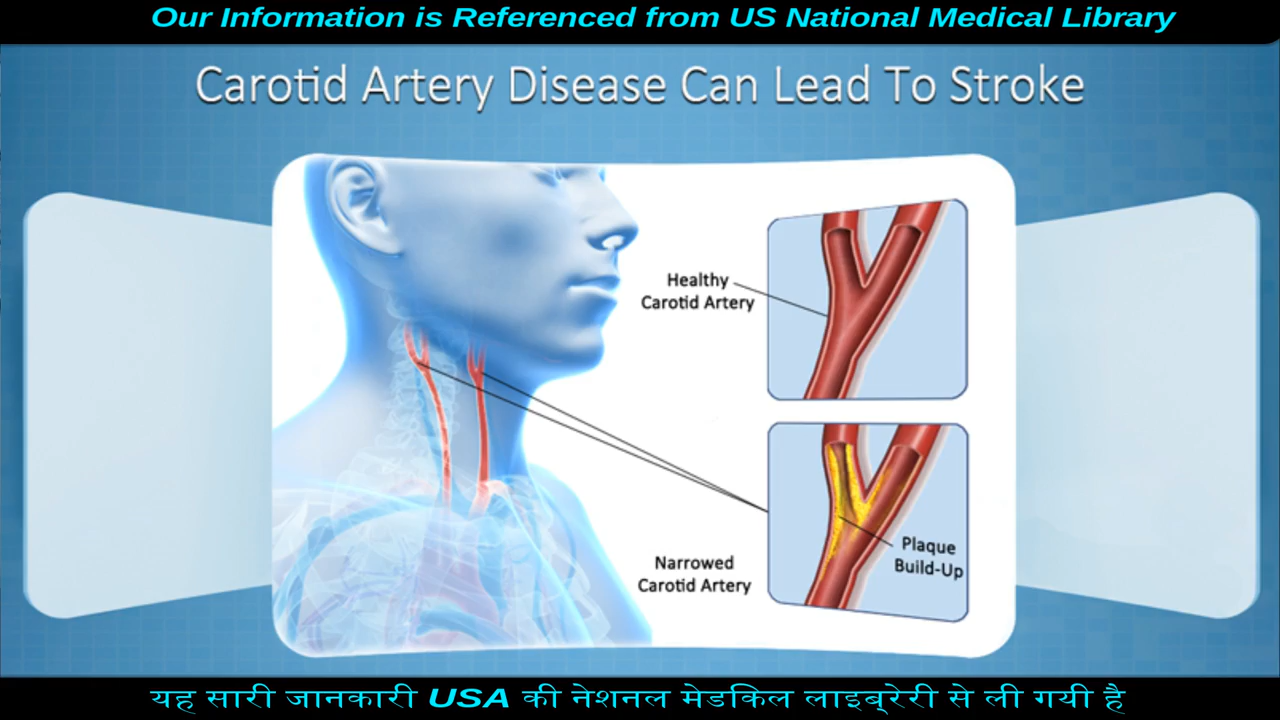 Our Information is Referenced from US National Medical Library
Carotid Artery Disease Can Lead To Stroke
Healthy
Carotid Artery
Narrowed
Carotid Artery
Plaque
Build-Up
यह सारी जानकारी USA की नेशनल मेडकिल लाइब्रेरी से ली गयी है